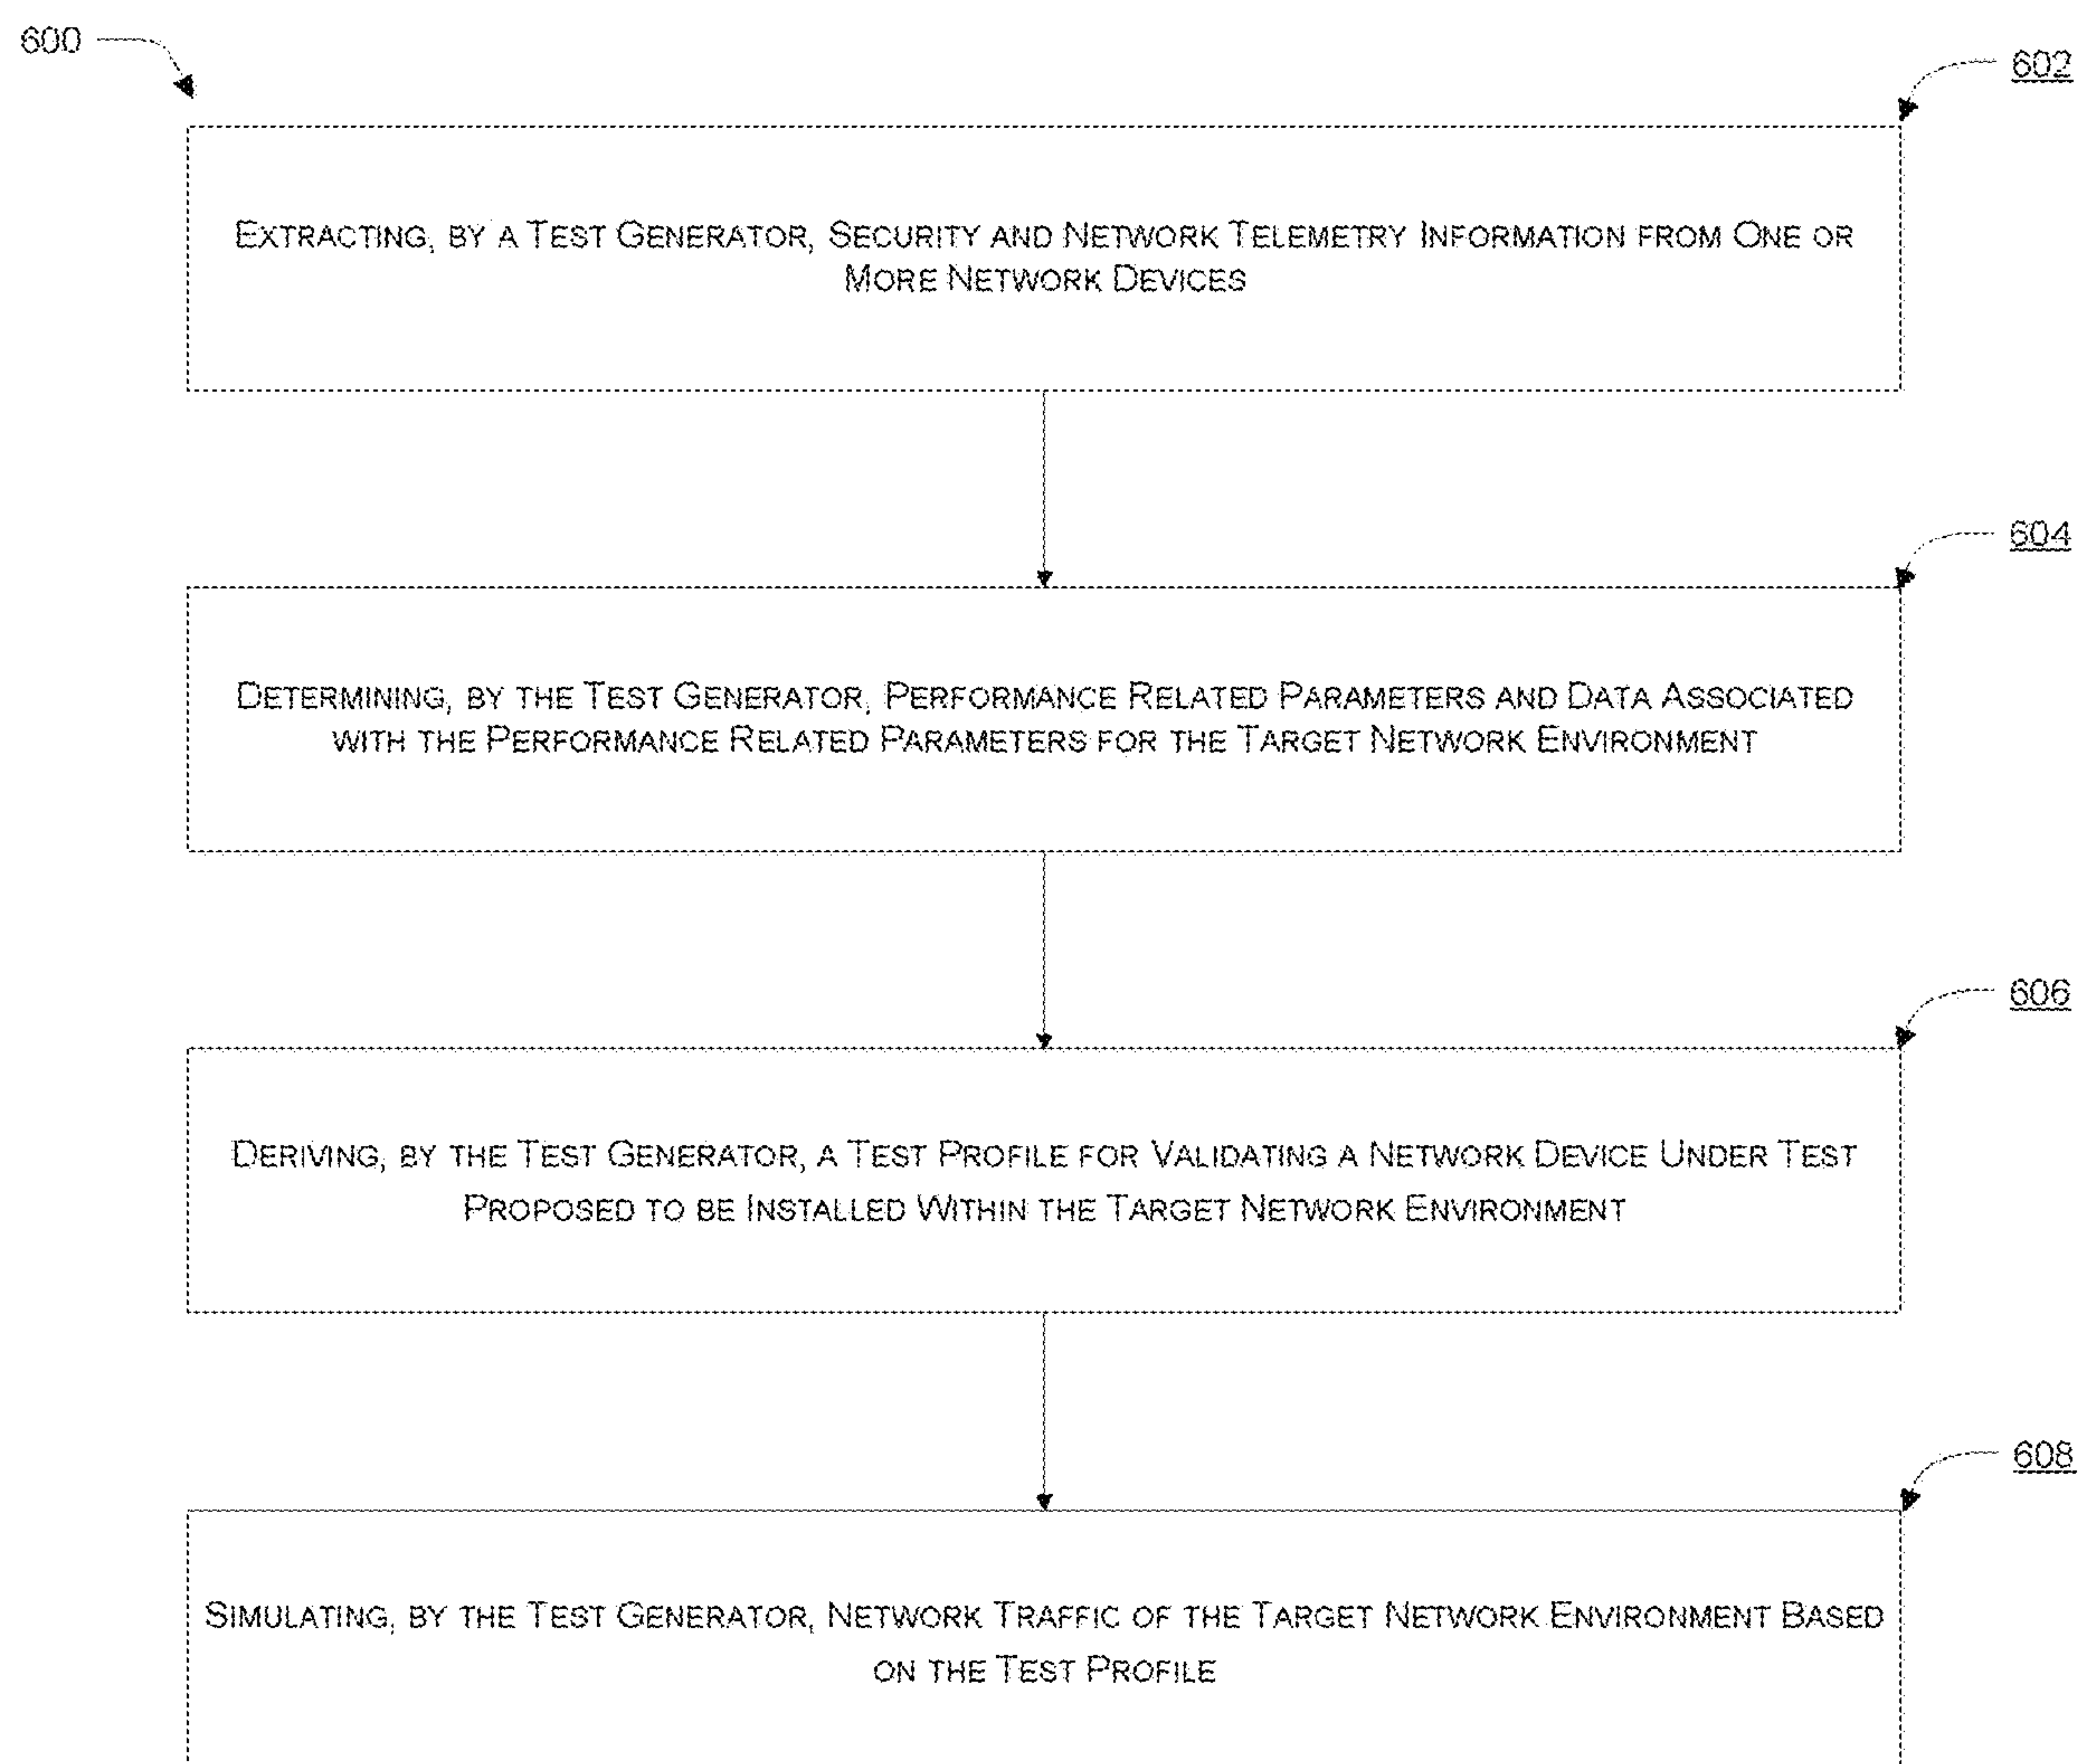 600
602
EXTRACTING, BY A TEST GENERATOR, SECURITY AND NETWORK TELEMETRY INFORMATION FROM ONE OR
MORE NETWORK DEVICES
604
DETERMINING, BY THE TEST GENERATOR, PERFORMANCE RELATED PARAMETERS AND DATA ASSOCIATED
WITH THE PERFORMANCE RELATED PARAMETERS FOR THE TARGET NETWORK ENVIRONMENT
606
DERIVING, BY THE TEST GENERATOR, A TEST PROFILE FOR VALIDATING A NETWORK DEVICE UNDER TEST
PROPOSED TO BE INSTALLED WITHIN THE TARGET NETWORK ENVIRONMENT
608
SIMULATING, BY THE TEST GENERATOR, NETWORK TRAFFIC OF THE TARGET NETWORK ENVIRONMENT BASED
ON THE TEST PROFILE